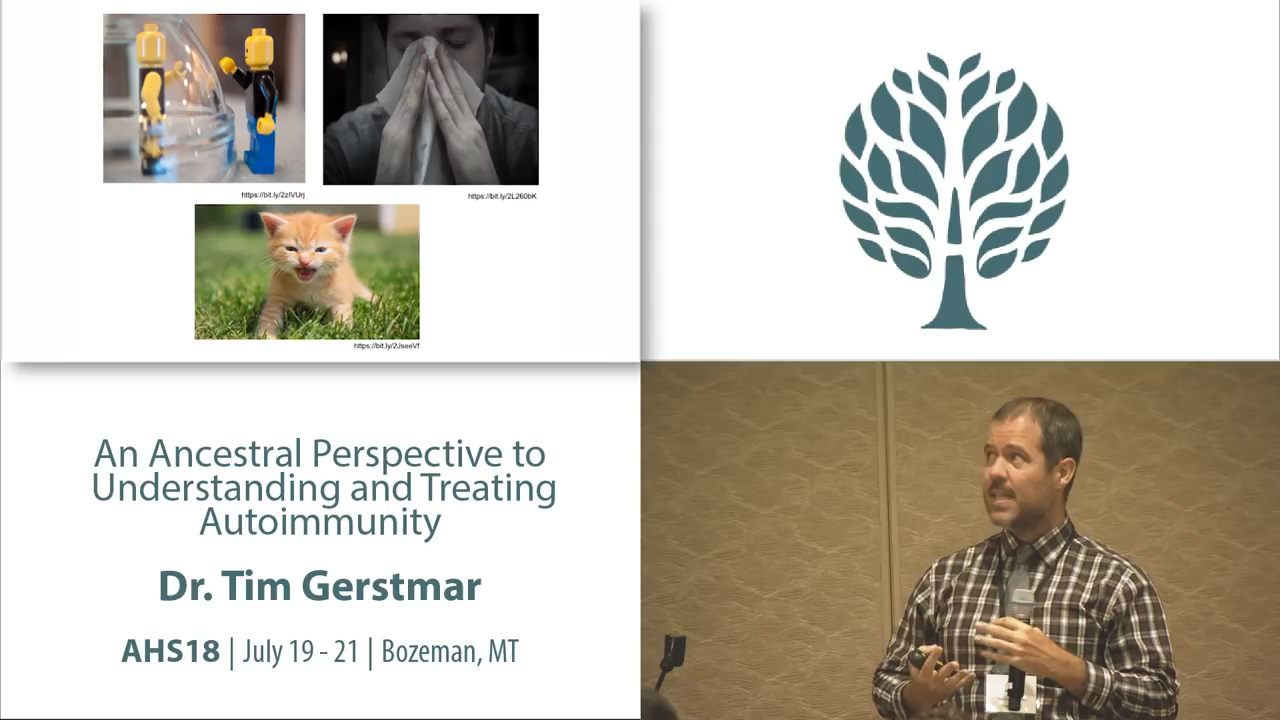 https://bit.ly/2zIVUrj
https://bit.ly/2L260bK
https://bit.ly/2JseeVf
An Ancestral Perspective to
Understanding and Treating
Autoimmunity
Dr. Tim Gerstmar
AHS18 | July 19 - 21 | Bozeman, MT